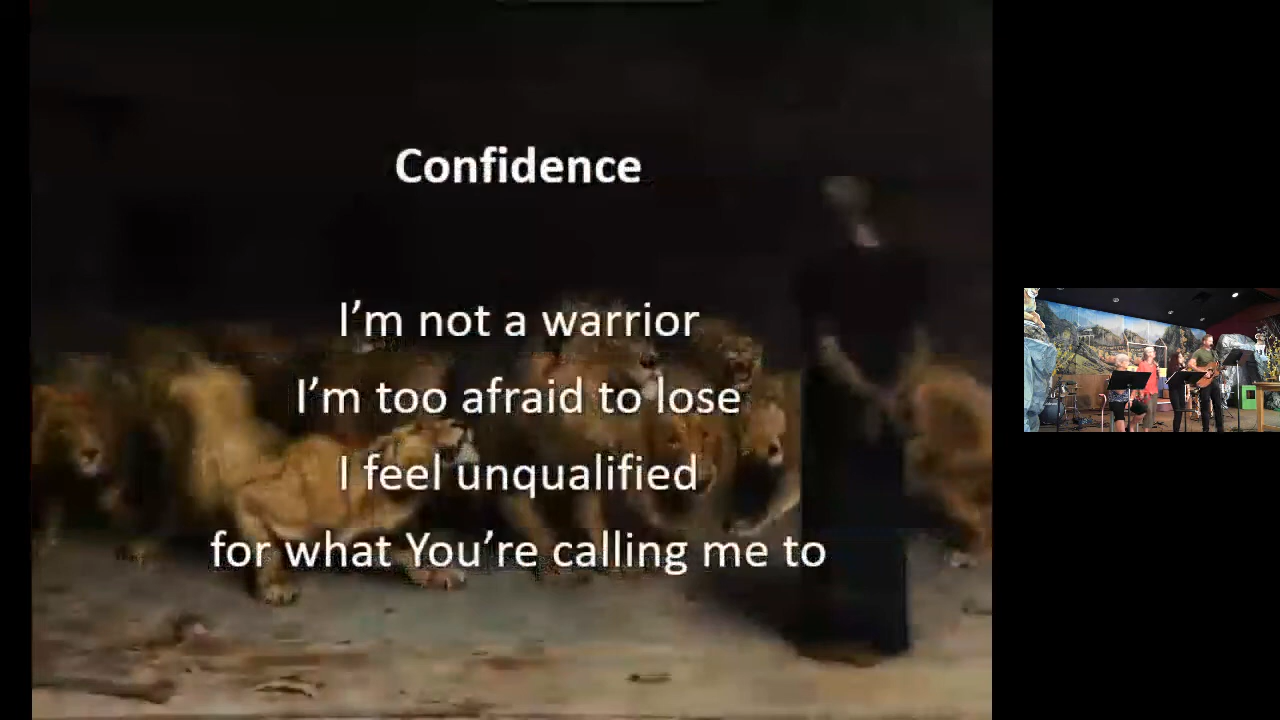 Confidence
I’m not a warrior
I’m too afraid to lose
I feel unqualified
for what You’re calling me to